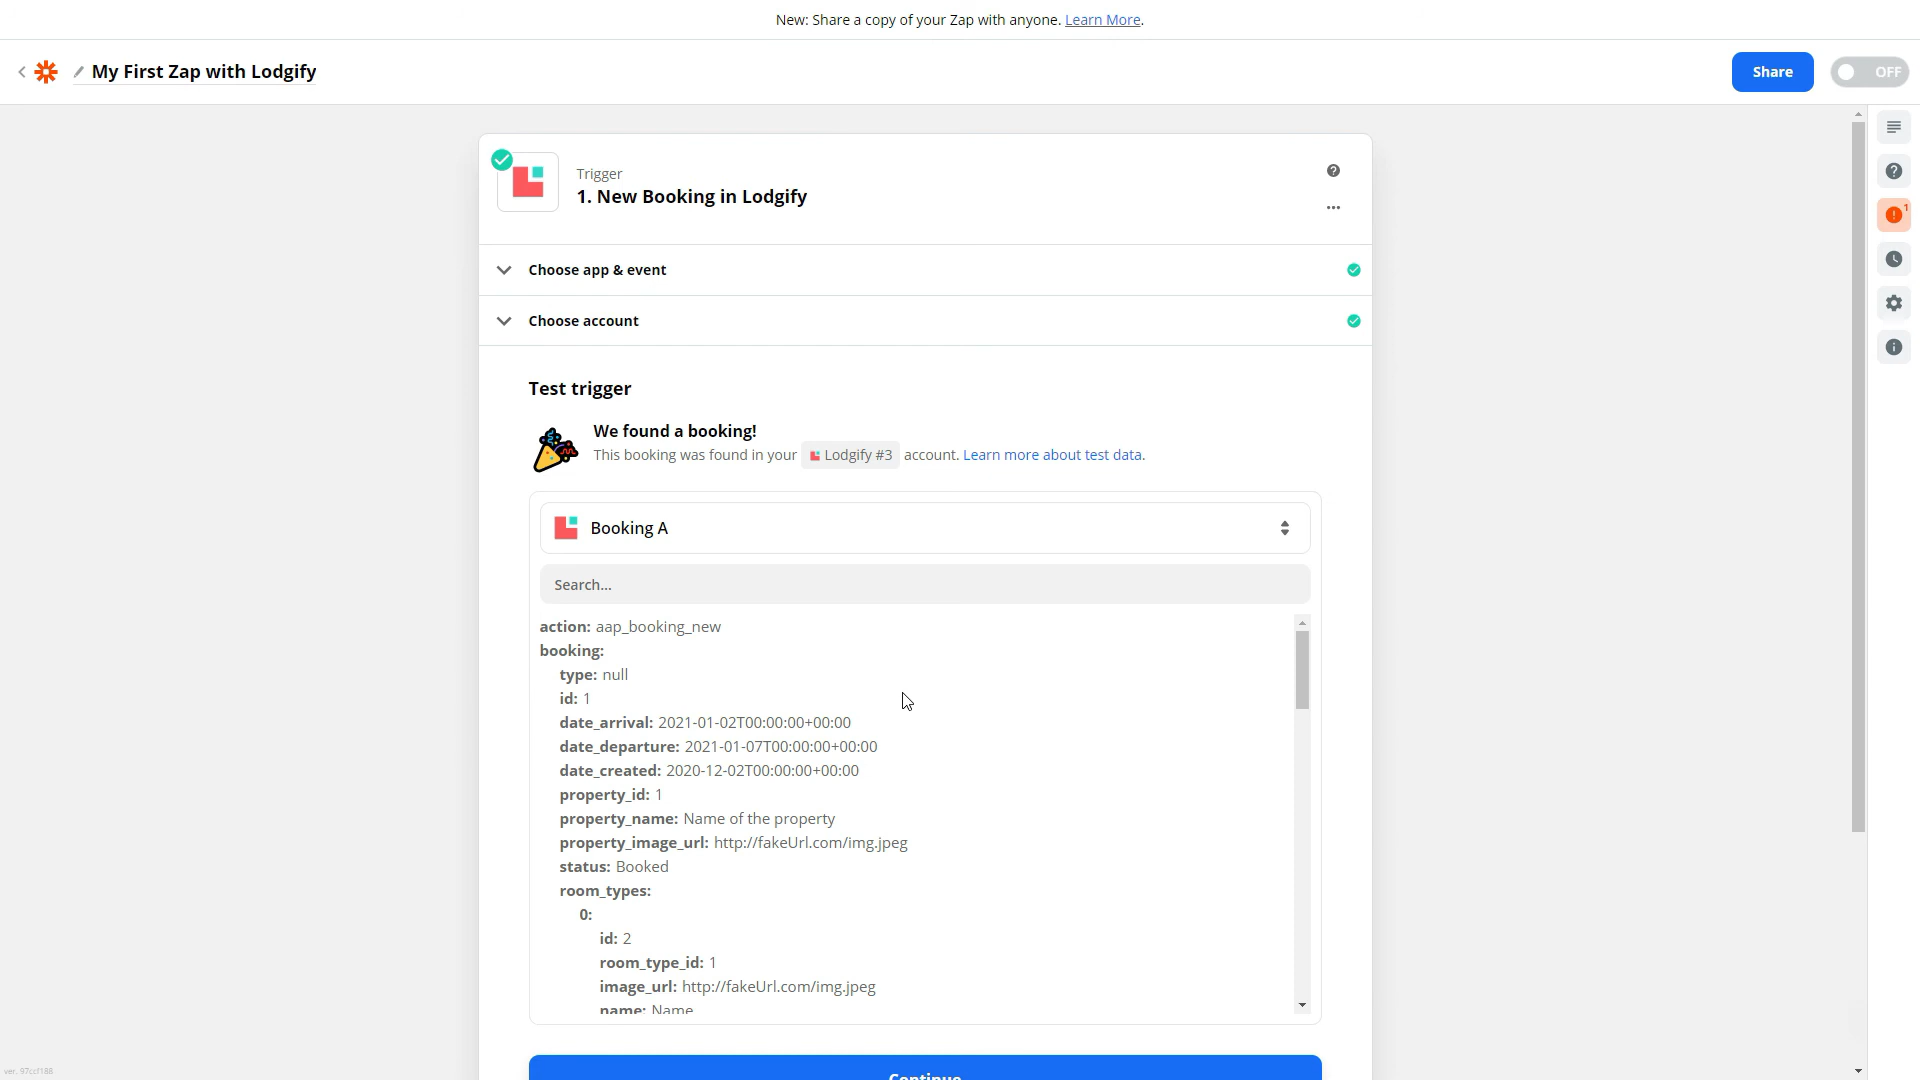 New: Share a copy of your Zap with anyone. Learn More.
My First Zap with Lodgify
Share
OFF
1
Trigger
1. New Booking in Lodgify
Choose app & event
Choose account
Test trigger
We found a booking!
This booking was found in your Lodgify #3 account. Learn more about test data.
Booking A
Search...
action: aap_booking_new
booking:
type: null
id: 1
date_arrival: 2021-01-02T00:00:00+00:00
date_departure: 2021-01-07T00:00:00+00:00
date_created: 2020-12-02T00:00:00+00:00
property_id: 1
property_name: Name of the property
property_image_url: http://fakeUrl.com/img.jpeg
status: Booked
room_types:
0:
id: 2
room_type_id: 1
image_url: http://fakeUrl.com/img.jpeg
name: Name
Continue
ver. 97ccf188